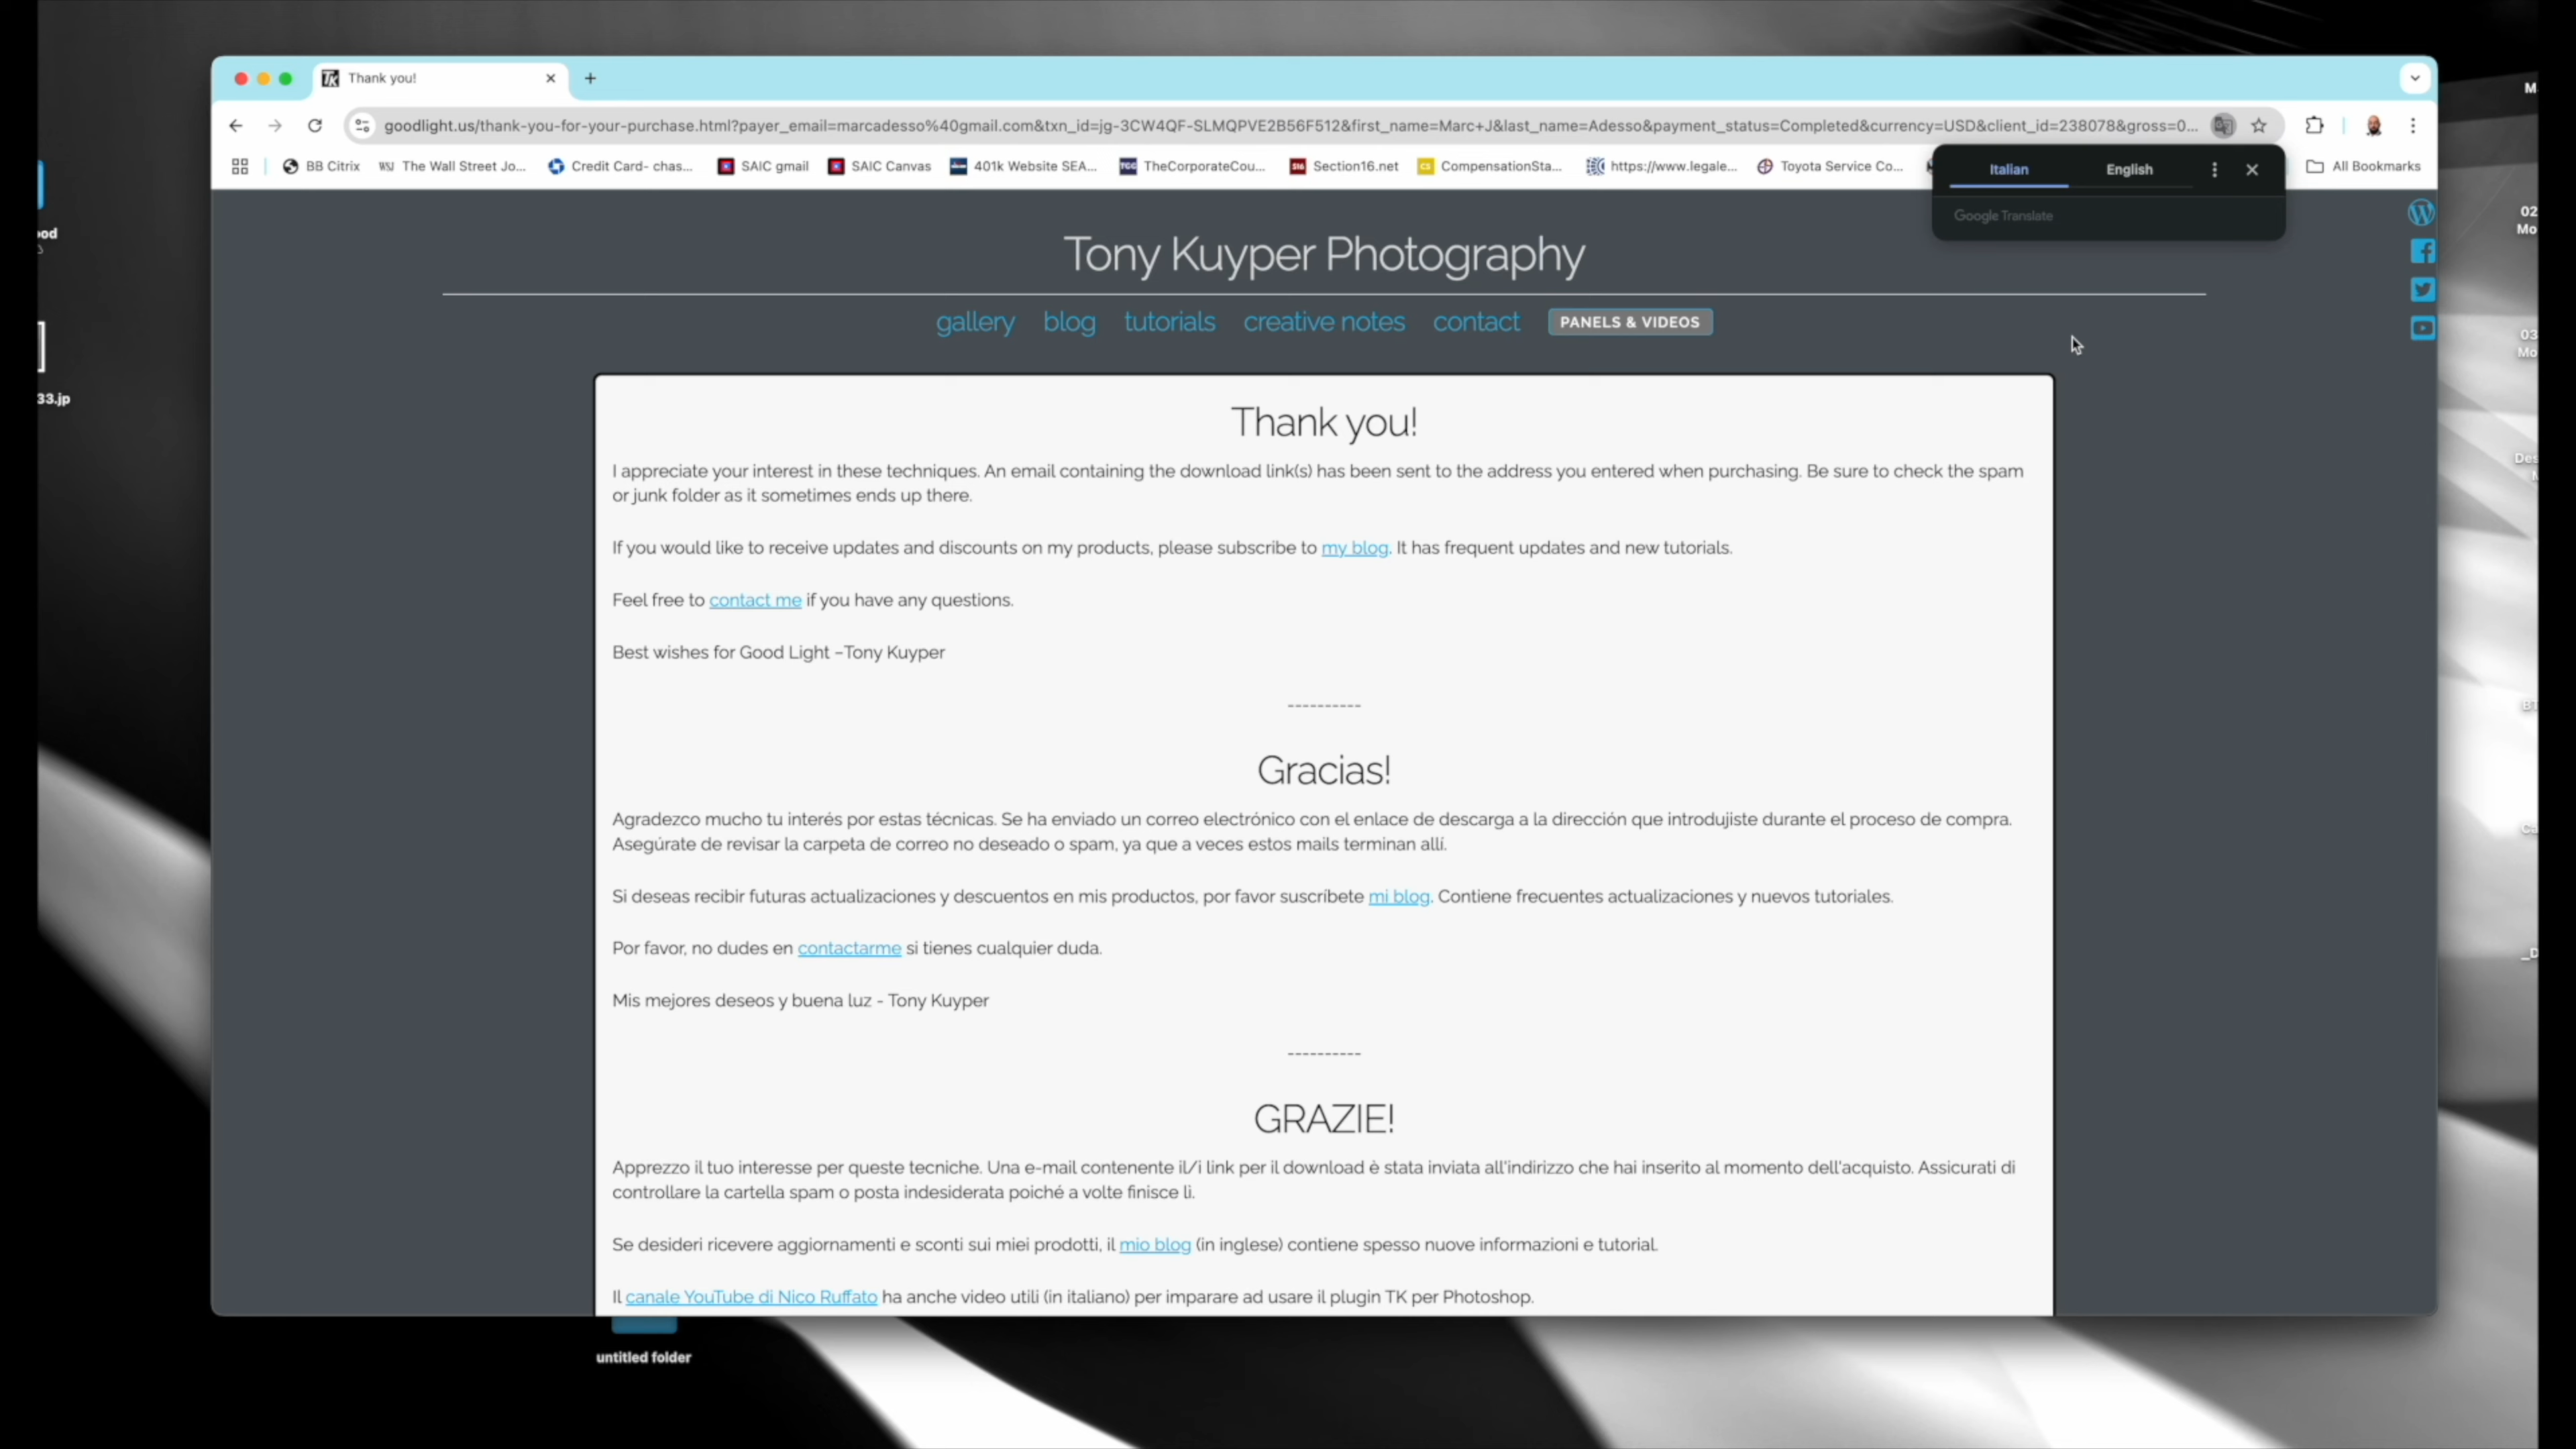 Thank you!
goodlight.us/thank-you-for-your-purchase.html?payer_email=marcadesso%40gmail.com&txn_id=jg-3CW4QF-SLMQPVE2B56F512&first_name=Marc+J&last_name=Adesso&payment_status=Completed&currency=USD&client_id=238078&gross=0...
BB Citrix
WSJ The Wall Street Jo...
Credit Card- chas...
SAIC gmail
SAIC Canvas
401k Website SEA...
TheCorporateCou...
Section16.net
CompensationSta...
https://www.legale...
Toyota Service Co...
All Bookmarks
Italian
English
Google Translate
Tony Kuyper Photography
gallery blog tutorials creative notes contact PANELS & VIDEOS
Thank you!
I appreciate your interest in these techniques. An email containing the download link(s) has been sent to the address you entered when purchasing. Be sure to check the spam
or junk folder as it sometimes ends up there.
If you would like to receive updates and discounts on my products, please subscribe to my blog. It has frequent updates and new tutorials.
Feel free to contact me if you have any questions.
Best wishes for Good Light –Tony Kuyper
----------
Gracias!
Agradezco mucho tu interés por estas técnicas. Se ha enviado un correo electrónico con el enlace de descarga a la dirección que introdujiste durante el proceso de compra.
Asegúrate de revisar la carpeta de correo no deseado o spam, ya que a veces estos mails terminan allí.
Si deseas recibir futuras actualizaciones y descuentos en mis productos, por favor suscríbete mi blog. Contiene frecuentes actualizaciones y nuevos tutoriales.
Por favor, no dudes en contactarme si tienes cualquier duda.
Mis mejores deseos y buena luz - Tony Kuyper
----------
GRAZIE!
Apprezzo il tuo interesse per queste tecniche. Una e-mail contenente il/i link per il download è stata inviata all'indirizzo che hai inserito al momento dell'acquisto. Assicurati di
controllare la cartella spam o posta indesiderata poiché a volte finisce lì.
Se desideri ricevere aggiornamenti e sconti sui miei prodotti, il mio blog (in inglese) contiene spesso nuove informazioni e tutorial.
Il canale YouTube di Nico Ruffato ha anche video utili (in italiano) per imparare ad usare il plugin TK per Photoshop.
untitled folder
33.jp
02
Mo
03
Mo